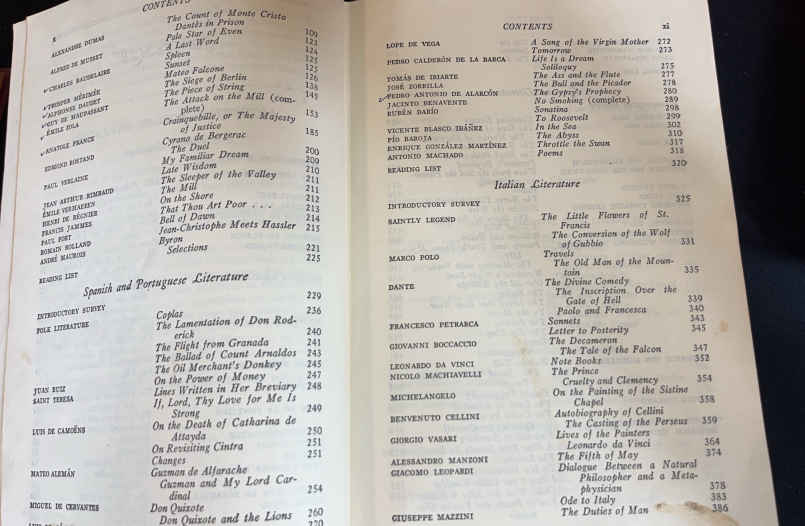 x
CONTENTS
ALEXANDRE DUMAS The Count of Monte Cristo
Dantès in Prison 109
ALFRED DE MUSSET Pale Star of Even 123
A Last Word 124
CHARLES BAUDELAIRE Spleen 125
Sunset 125
PROSPER MÉRIMÉE Mateo Falcone 126
ALPHONSE DAUDET The Siege of Berlin 138
GUY DE MAUPASSANT The Piece of String 145
ÉMILE ZOLA The Attack on the Mill (com-
plete) 153
ANATOLE FRANCE Crainquebille, or The Majesty
of Justice 185
EDMOND ROSTAND Cyrano de Bergerac
The Duel 200
PAUL VERLAINE My Familiar Dream 209
Late Wisdom 210
JEAN ARTHUR RIMBAUD The Sleeper of the Valley 211
ÉMILE VERHAEREN The Mill 211
HENRI DE RÉGNIER On the Shore 212
FRANCIS JAMMES That Thou Art Poor . . . 213
PAUL FORT Bell of Dawn 214
ROMAIN ROLLAND Jean-Christophe Meets Hassler 215
ANDRÉ MAUROIS Byron
Selections 221
READING LIST 225
Spanish and Portuguese Literature
INTRODUCTORY SURVEY 229
FOLK LITERATURE Coplas 236
The Lamentation of Don Rod-
erick 240
The Flight from Granada 241
The Ballad of Count Arnaldos 243
The Oil Merchant's Donkey 245
JUAN RUIZ On the Power of Money 247
SAINT TERESA Lines Written in Her Breviary 248
If, Lord, Thy Love for Me Is
Strong 249
LUIS DE CAMOËNS On the Death of Catharina de
Attayda 250
On Revisiting Cintra 251
Changes 251
MATEO ALEMÁN Guzman de Alfarache
Guzman and My Lord Car-
dinal 254
MIGUEL DE CERVANTES Don Quixote
Don Quixote and the Lions 260
270
CONTENTS xi
LOPE DE VEGA A Song of the Virgin Mother 272
Tomorrow 273
PEDRO CALDERÓN DE LA BARCA Life Is a Dream
Soliloquy 275
TOMÁS DE IRIARTE The Ass and the Flute 277
JOSÉ ZORRILLA The Bull and the Picador 278
PEDRO ANTONIO DE ALARCÓN The Gypsy's Prophecy 280
JACINTO BENAVENTE No Smoking (complete) 289
RUBÉN DARÍO Sonatina 298
To Roosevelt 299
VICENTE BLASCO IBÁÑEZ In the Sea 302
PÍO BAROJA The Abyss 310
ENRIQUE GONZÁLEZ MARTÍNEZ Throttle the Swan 317
ANTONIO MACHADO Poems 318
READING LIST 320
Italian Literature
INTRODUCTORY SURVEY 325
SAINTLY LEGEND The Little Flowers of St.
Francis
The Conversion of the Wolf
of Gubbio 331
MARCO POLO Travels
The Old Man of the Moun-
tain 335
DANTE The Divine Comedy
The Inscription Over the
Gate of Hell 339
Paolo and Francesca 340
FRANCESCO PETRARCA Sonnets 343
Letter to Posterity 345
GIOVANNI BOCCACCIO The Decameron
The Tale of the Falcon 347
LEONARDO DA VINCI Note Books 352
NICOLO MACHIAVELLI The Prince
Cruelty and Clemency 354
MICHELANGELO On the Painting of the Sistine
Chapel 358
BENVENUTO CELLINI Autobiography of Cellini
The Casting of the Perseus 359
GIORGIO VASARI Lives of the Painters
Leonardo da Vinci 364
ALESSANDRO MANZONI The Fifth of May 374
GIACOMO LEOPARDI Dialogue Between a Natural
Philosopher and a Meta-
physician 378
Ode to Italy 383
GIUSEPPE MAZZINI The Duties of Man 386